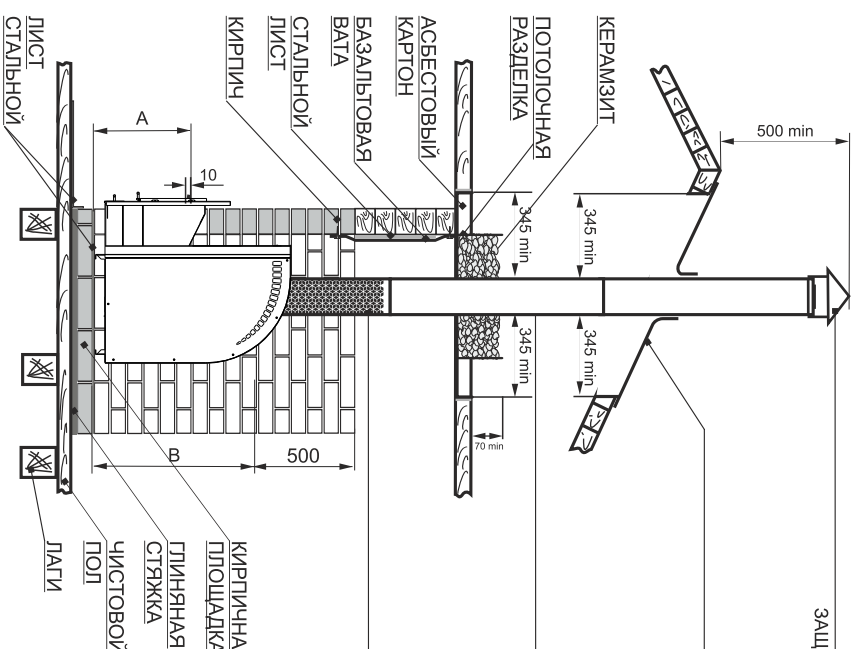 ЛИСТ
СТАЛЬНОЙ
КИРПИЧ
СТАЛЬНОЙ
ЛИСТ
БАЗАЛЬТОВАЯ
ВАТА
АСБЕСТОВЫЙ
КАРТОН
ПОТОЛОЧНАЯ
РАЗДЕЛКА
КЕРАМЗИТ
500 min
A
10
345 min
345 min
345 min
345 min
70 min
B
500
ЛАГИ
ЧИСТОВОЙ
ПОЛ
ГЛИНЯНАЯ
СТЯЖКА
КИРПИЧНА
ПЛОЩАДКА
ЗАЩ